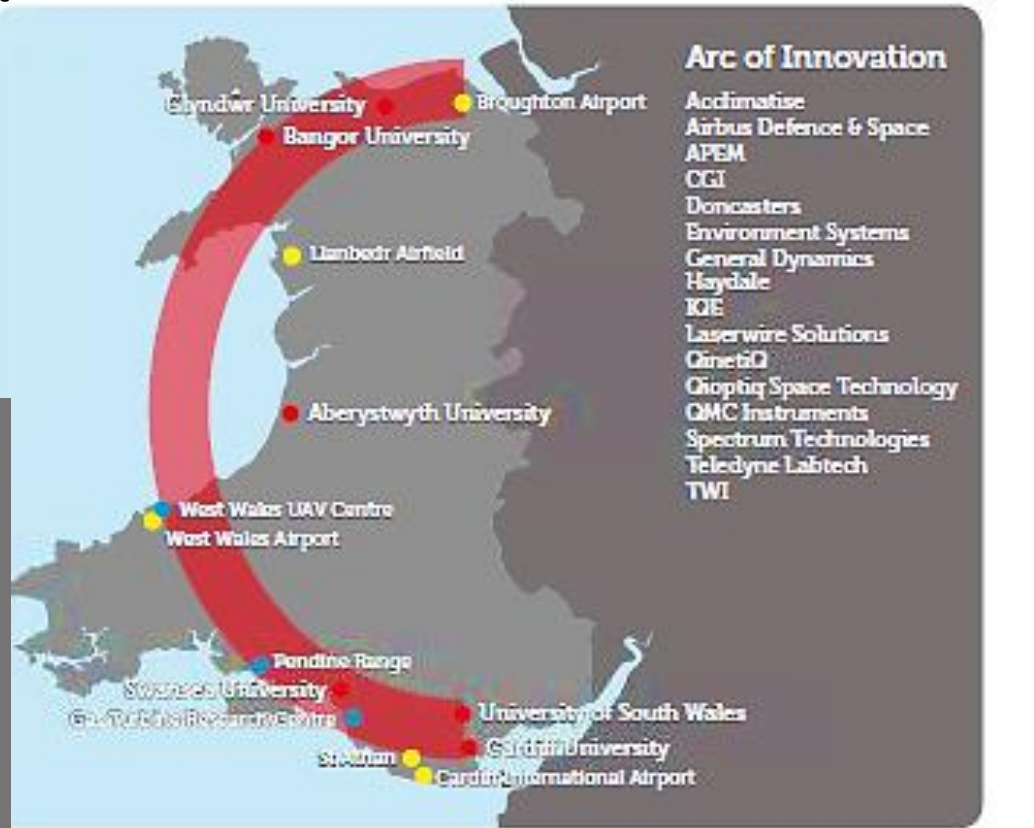 Arc of Innovation
Acclimatise
Airbus Defence & Space
APEM
CGI
Doncasters
Environment Systems
General Dynamics
Haydale
IQE
Laserwire Solutions
QinetiQ
Qioptiq Space Technology
QMC Instruments
Spectrum Technologies
Teledyne Labtech
TWI
Glyndwr University
Broughton Airport
Bangor University
Llanbedr Airfield
Aberystwyth University
West Wales UAV Centre
West Wales Airport
Pendine Range
Swansea University
Gas Turbine Research Centre
University of South Wales
Cardiff University
St Athan
Cardiff International Airport